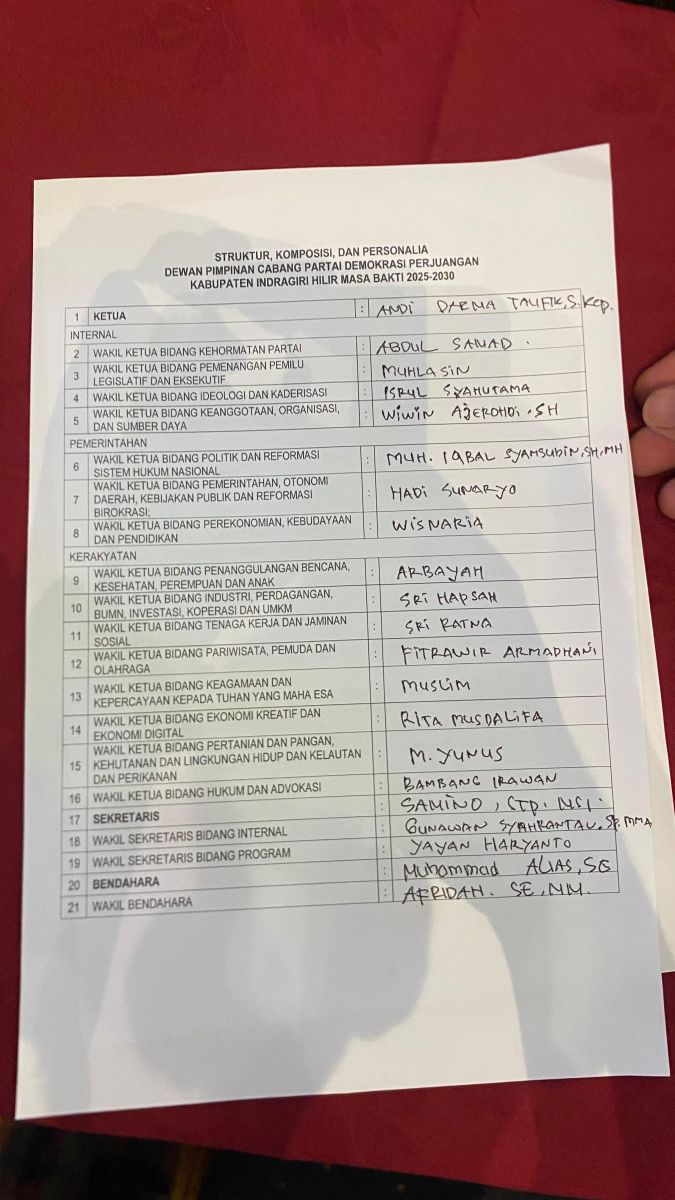 STRUKTUR, KOMPOSISI, DAN PERSONALIA
DEWAN PIMPINAN CABANG PARTAI DEMOKRASI PERJUANGAN
KABUPATEN INDRAGIRI HILIR MASA BAKTI 2025-2030
1 KETUA : ANDI DARMA TAUFIK, S.Kep.
INTERNAL
2 WAKIL KETUA BIDANG KEHORMATAN PARTAI : ABDUL SAMAD.
3 WAKIL KETUA BIDANG PEMENANGAN PEMILU : MUHLASIN
LEGISLATIF DAN EKSEKUTIF
4 WAKIL KETUA BIDANG IDEOLOGI DAN KADERISASI : ISRUL SYAHUTAMA
5 WAKIL KETUA BIDANG KEANGGOTAAN, ORGANISASI, : WIWIN AJEROHDI, SH
DAN SUMBER DAYA
PEMERINTAHAN
6 WAKIL KETUA BIDANG POLITIK DAN REFORMASI : MUH. IQBAL SYAMSUDIN, SH, MH
SISTEM HUKUM NASIONAL
7 WAKIL KETUA BIDANG PEMERINTAHAN, OTONOMI : HADI SUNARYO
DAERAH, KEBIJAKAN PUBLIK DAN REFORMASI
BIROKRASI;
8 WAKIL KETUA BIDANG PEREKONOMIAN, KEBUDAYAAN : WISNARIA
DAN PENDIDIKAN
KERAKYATAN
9 WAKIL KETUA BIDANG PENANGGULANGAN BENCANA, : ARBAYAH
KESEHATAN, PEREMPUAN DAN ANAK
10 WAKIL KETUA BIDANG INDUSTRI, PERDAGANGAN, : SRI HAPSAH
BUMN, INVESTASI, KOPERASI DAN UMKM
11 WAKIL KETUA BIDANG TENAGA KERJA DAN JAMINAN : SRI RATNA
SOSIAL
12 WAKIL KETUA BIDANG PARIWISATA, PEMUDA DAN : FITRAWIR ARMADHANI
OLAHRAGA
13 WAKIL KETUA BIDANG KEAGAMAAN DAN : MUSLIM
KEPERCAYAAN KEPADA TUHAN YANG MAHA ESA
14 WAKIL KETUA BIDANG EKONOMI KREATIF DAN : RITA MUSDALIFA
EKONOMI DIGITAL
15 WAKIL KETUA BIDANG PERTANIAN DAN PANGAN, : M. YUNUS
KEHUTANAN DAN LINGKUNGAN HIDUP DAN KELAUTAN
DAN PERIKANAN
16 WAKIL KETUA BIDANG HUKUM DAN ADVOKASI : BAMBANG IRAWAN
17 SEKRETARIS : SAMINO, STP. MSI.
18 WAKIL SEKRETARIS BIDANG INTERNAL : GUNAWAN SYAHRANTAU, SP, MMA
19 WAKIL SEKRETARIS BIDANG PROGRAM : YAYAN HARYANTO
20 BENDAHARA : Muhammad ALIAS, SE
21 WAKIL BENDAHARA : AFRIDAH. SE, MM.